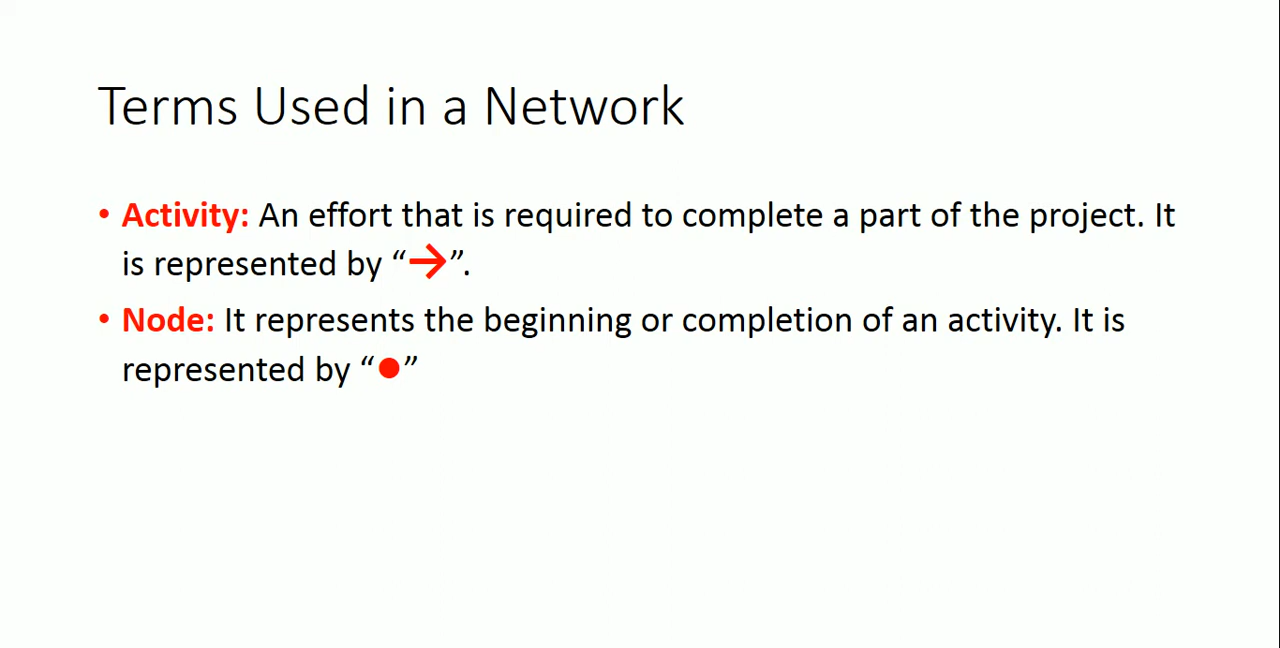 Terms Used in a Network
• Activity: An effort that is required to complete a part of the project. It
is represented by “→”.
• Node: It represents the beginning or completion of an activity. It is
represented by “●”